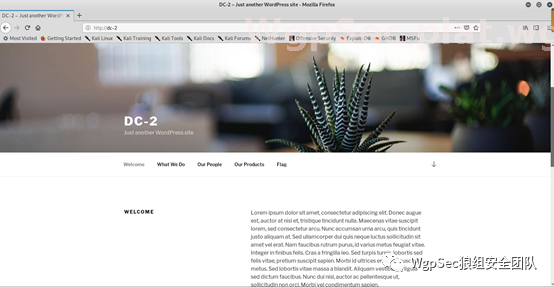 DC-2 – Just another WordPress site - Mozilla Firefox
DC-2 – Just another Word
http://dc-2
Most Visited Getting Started Kali Linux Kali Training Kali Tools Kali Docs Kali Forums NetHunter Offensive Security Exploit-DB GHDB MSFU
DC-2
Just another WordPress site
Welcome What We Do Our People Our Products Flag
WELCOME
Lorem ipsum dolor sit amet, consectetur adipiscing elit. Donec augue
est, auctor at nisi et, tristique tincidunt nulla. Maecenas vitae suscipit
lorem, sed consectetur arcu. Nunc accumsan urna arcu, quis tincidunt
justo aliquam at. Sed ullamcorper dui quis neque luctus sollicitudin sit
amet vel erat. Nam faucibus rutrum purus, id varius metus feugiat vitae.
Integer in finibus felis. Cras a fringilla leo. Sed turpis turpis, lobortis sed
felis vitae, pretium suscipit sapien. Morbi id ultrices
metus. Sed lobortis vitae massa a blandit. Aliquam
dictum faucibus. Nunc dui nisi, auctor ac pellentesque ut,
sollicitudin non orci. Vivamus condimentum sapien.
WgpSec狼组安全团队